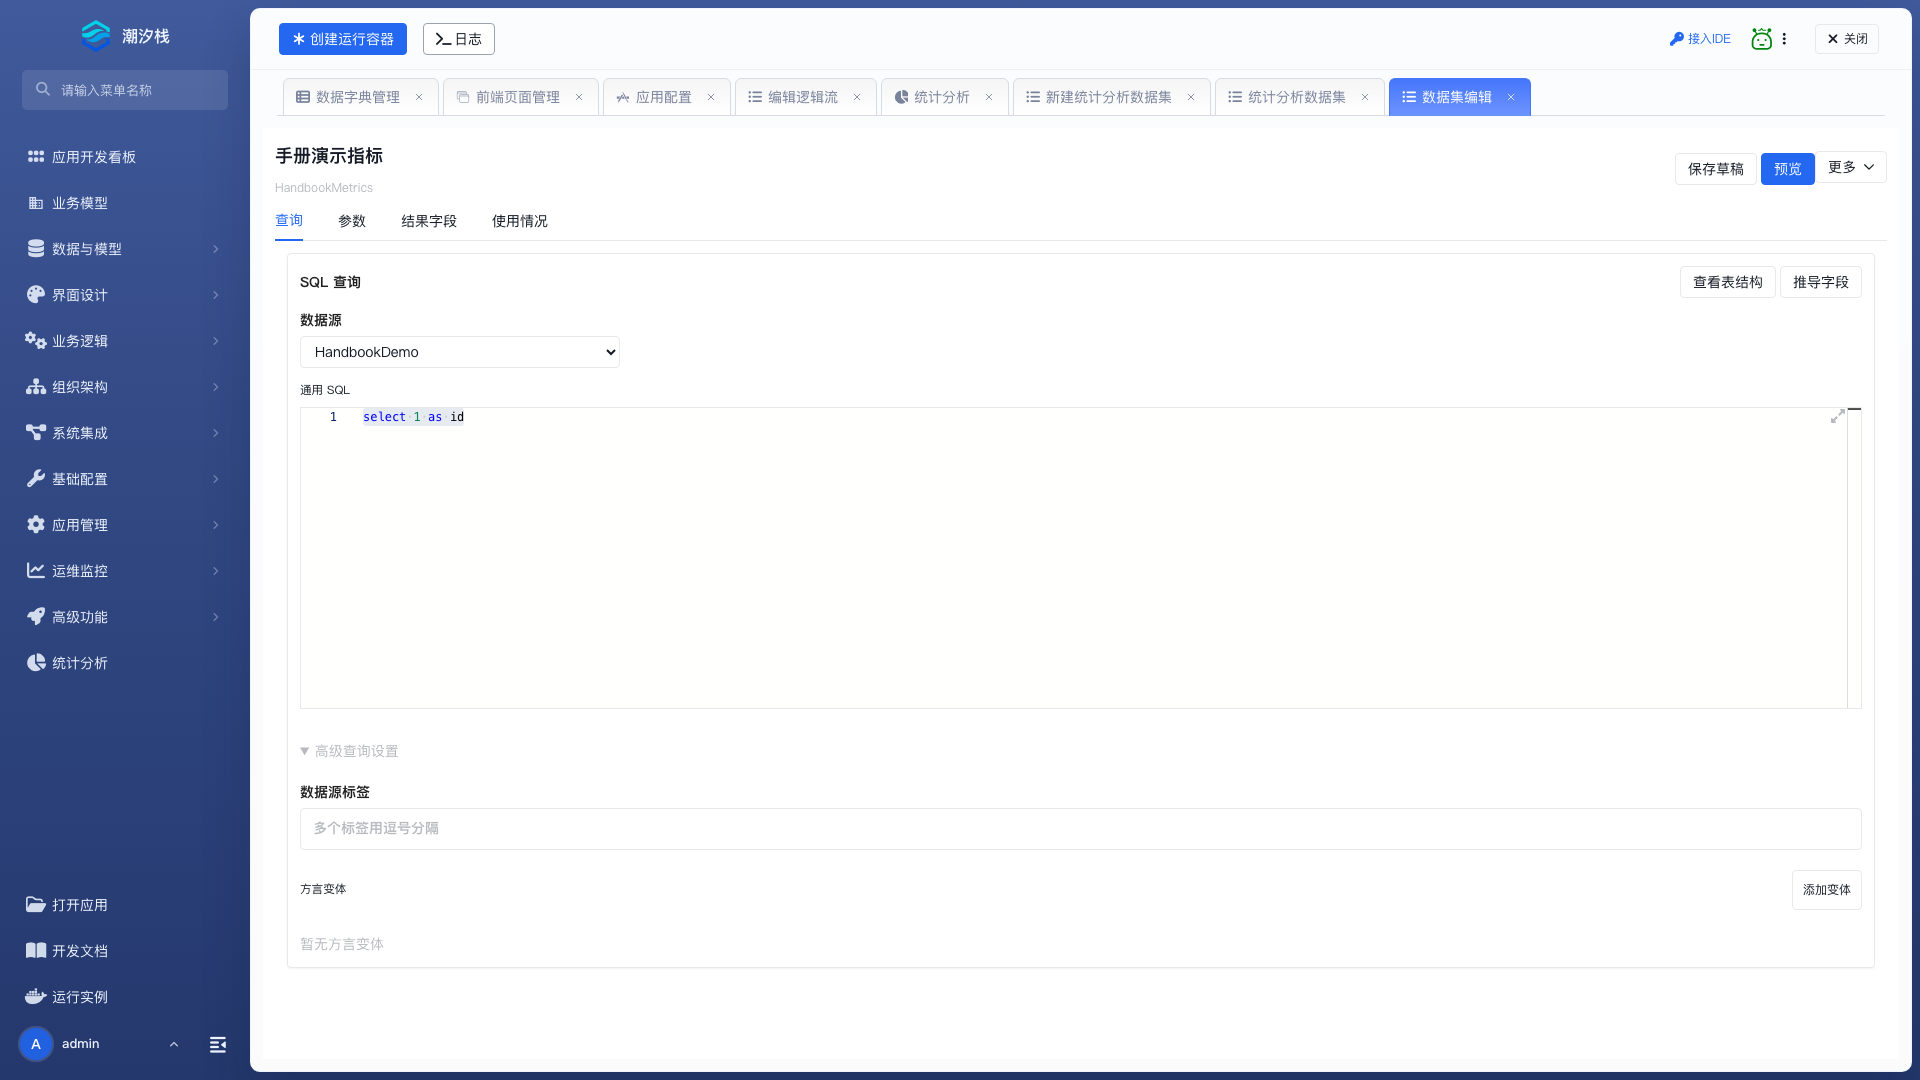 潮汐栈
请输入菜单名称
应用开发看板
业务模型
数据与模型
界面设计
业务逻辑
组织架构
系统集成
基础配置
应用管理
运维监控
高级功能
统计分析
打开应用
开发文档
运行实例
A admin
创建运行容器 日志 接入IDE 关闭
数据字典管理 前端页面管理 应用配置 编辑逻辑流 统计分析 新建统计分析数据集 统计分析数据集 数据集编辑
手册演示指标
HandbookMetrics
保存草稿 预览 更多
查询 参数 结果字段 使用情况
SQL 查询 查看表结构 推导字段
数据源
HandbookDemo
通用 SQL
1 select 1 as id
高级查询设置
数据源标签
多个标签用逗号分隔
方言变体 添加变体
暂无方言变体